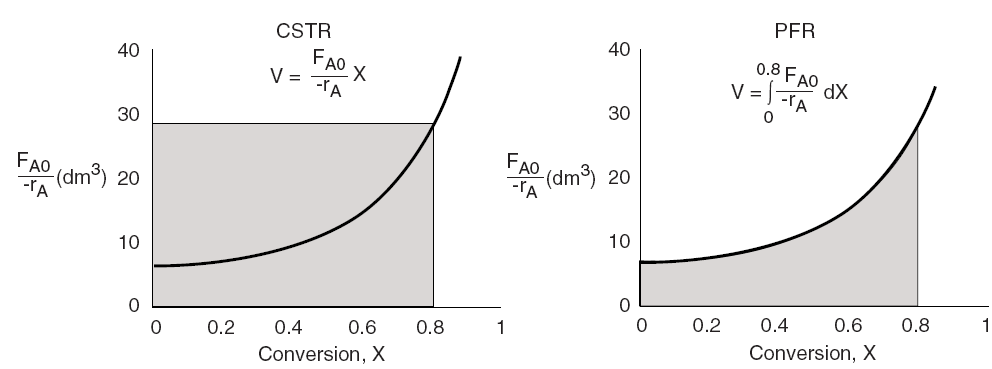 CSTR
V = F_A0 / -r_A X
40
30
20
10
0
F_A0 / -r_A (dm³)
0 0.2 0.4 0.6 0.8 1
Conversion, X
PFR
V = ∫_0^0.8 F_A0 / -r_A dX
40
30
20
10
0
F_A0 / -r_A (dm³)
0 0.2 0.4 0.6 0.8 1
Conversion, X